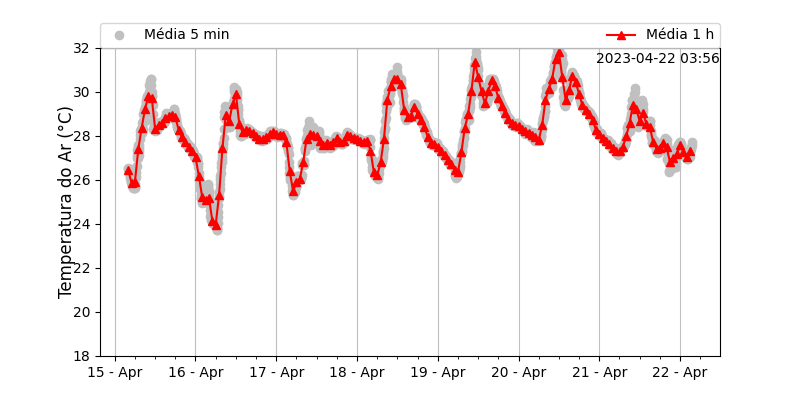 Média 5 min
Média 1 h
2023-04-22 03:56
Temperatura do Ar (°C)
32
30
28
26
24
22
20
18
15 - Apr
16 - Apr
17 - Apr
18 - Apr
19 - Apr
20 - Apr
21 - Apr
22 - Apr